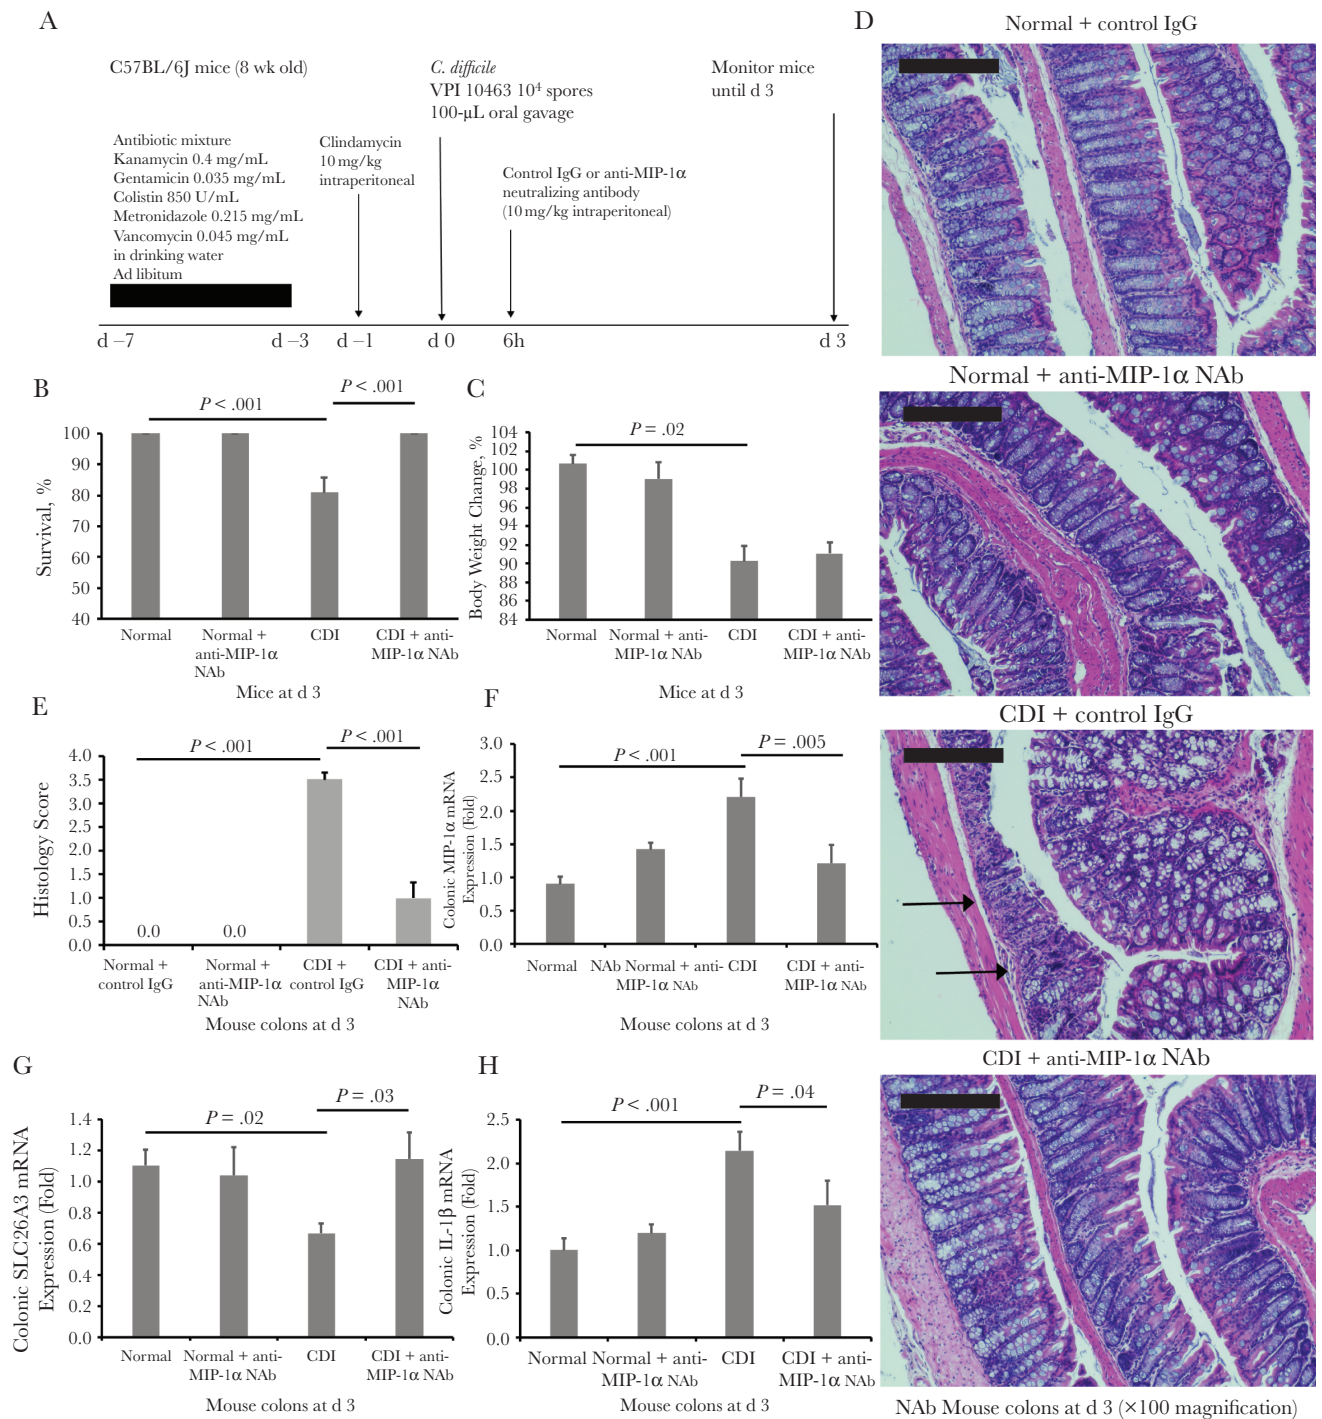 A
C57BL/6J mice (8 wk old)
Antibiotic mixture
Kanamycin 0.4 mg/mL
Gentamicin 0.035 mg/mL
Colistin 850 U/mL
Metronidazole 0.215 mg/mL
Vancomycin 0.045 mg/mL
in drinking water
Ad libitum
Clindamycin
10 mg/kg
intraperitoneal
C. difficile
VPI 10463 10⁴ spores
100-μL oral gavage
Control IgG or anti-MIP-1α
neutralizing antibody
(10 mg/kg intraperitoneal)
Monitor mice
until d 3
d –7
d –3
d –1
d 0
6h
d 3
B
P < .001
P < .001
Survival, %
100
90
80
70
60
50
40
Normal
Normal +
anti-MIP-1α
NAb
CDI
CDI + anti-
MIP-1α NAb
Mice at d 3
C
P = .02
Body Weight Change, %
104
102
100
98
96
94
92
90
88
86
84
Normal
Normal + anti-
MIP-1α NAb
CDI
CDI + anti-
MIP-1α NAb
Mice at d 3
D
Normal + control IgG
Normal + anti-MIP-1α NAb
CDI + control IgG
CDI + anti-MIP-1α NAb
NAb Mouse colons at d 3 (×100 magnification)
E
P < .001
P < .001
Histology Score
4.0
3.5
3.0
2.5
2.0
1.5
1.0
0.5
0.0
0.0
0.0
Normal +
control IgG
Normal +
anti-MIP-1α
NAb
CDI +
control IgG
CDI + anti-
MIP-1α
NAb
Mouse colons at d 3
F
P < .001
P = .005
Colonic MIP-1α mRNA
Expression (Fold)
3.0
2.5
2.0
1.5
1.0
0.5
0.0
Normal
NAb Normal + anti-
MIP-1α NAb
CDI
CDI + anti-
MIP-1α NAb
Mouse colons at d 3
G
P = .02
P = .03
Colonic SLC26A3 mRNA
Expression (Fold)
1.4
1.2
1.0
0.8
0.6
0.4
0.2
0.0
Normal
Normal + anti-
MIP-1α NAb
CDI
CDI + anti-
MIP-1α NAb
Mouse colons at d 3
H
P < .001
P = .04
Colonic IL-1β mRNA
Expression (Fold)
2.5
2.0
1.5
1.0
0.5
0.0
Normal
Normal + anti-
MIP-1α NAb
CDI
CDI + anti-
MIP-1α NAb
Mouse colons at d 3